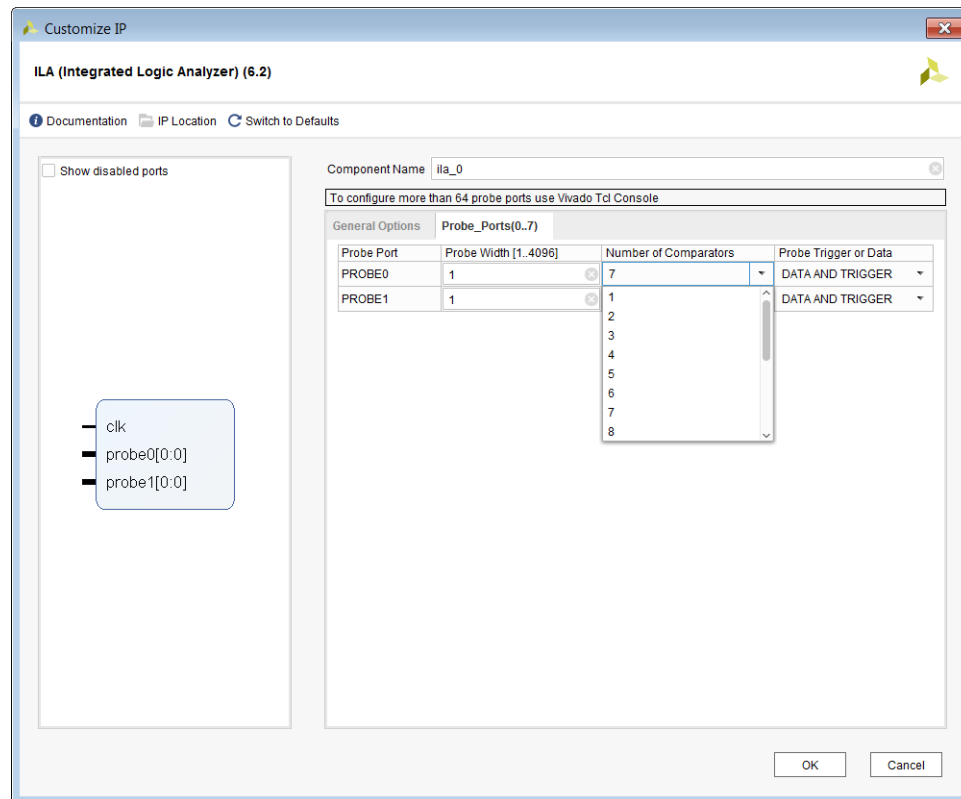 Customize IP
ILA (Integrated Logic Analyzer) (6.2)
Documentation IP Location Switch to Defaults
Show disabled ports
Component Name ila_0
To configure more than 64 probe ports use Vivado Tcl Console
General Options Probe_Ports(0..7)
Probe Port Probe Width [1..4096] Number of Comparators Probe Trigger or Data
PROBE0 1 7 DATA AND TRIGGER
PROBE1 1 DATA AND TRIGGER
1
2
3
4
5
6
7
8
clk
probe0[0:0]
probe1[0:0]
OK Cancel